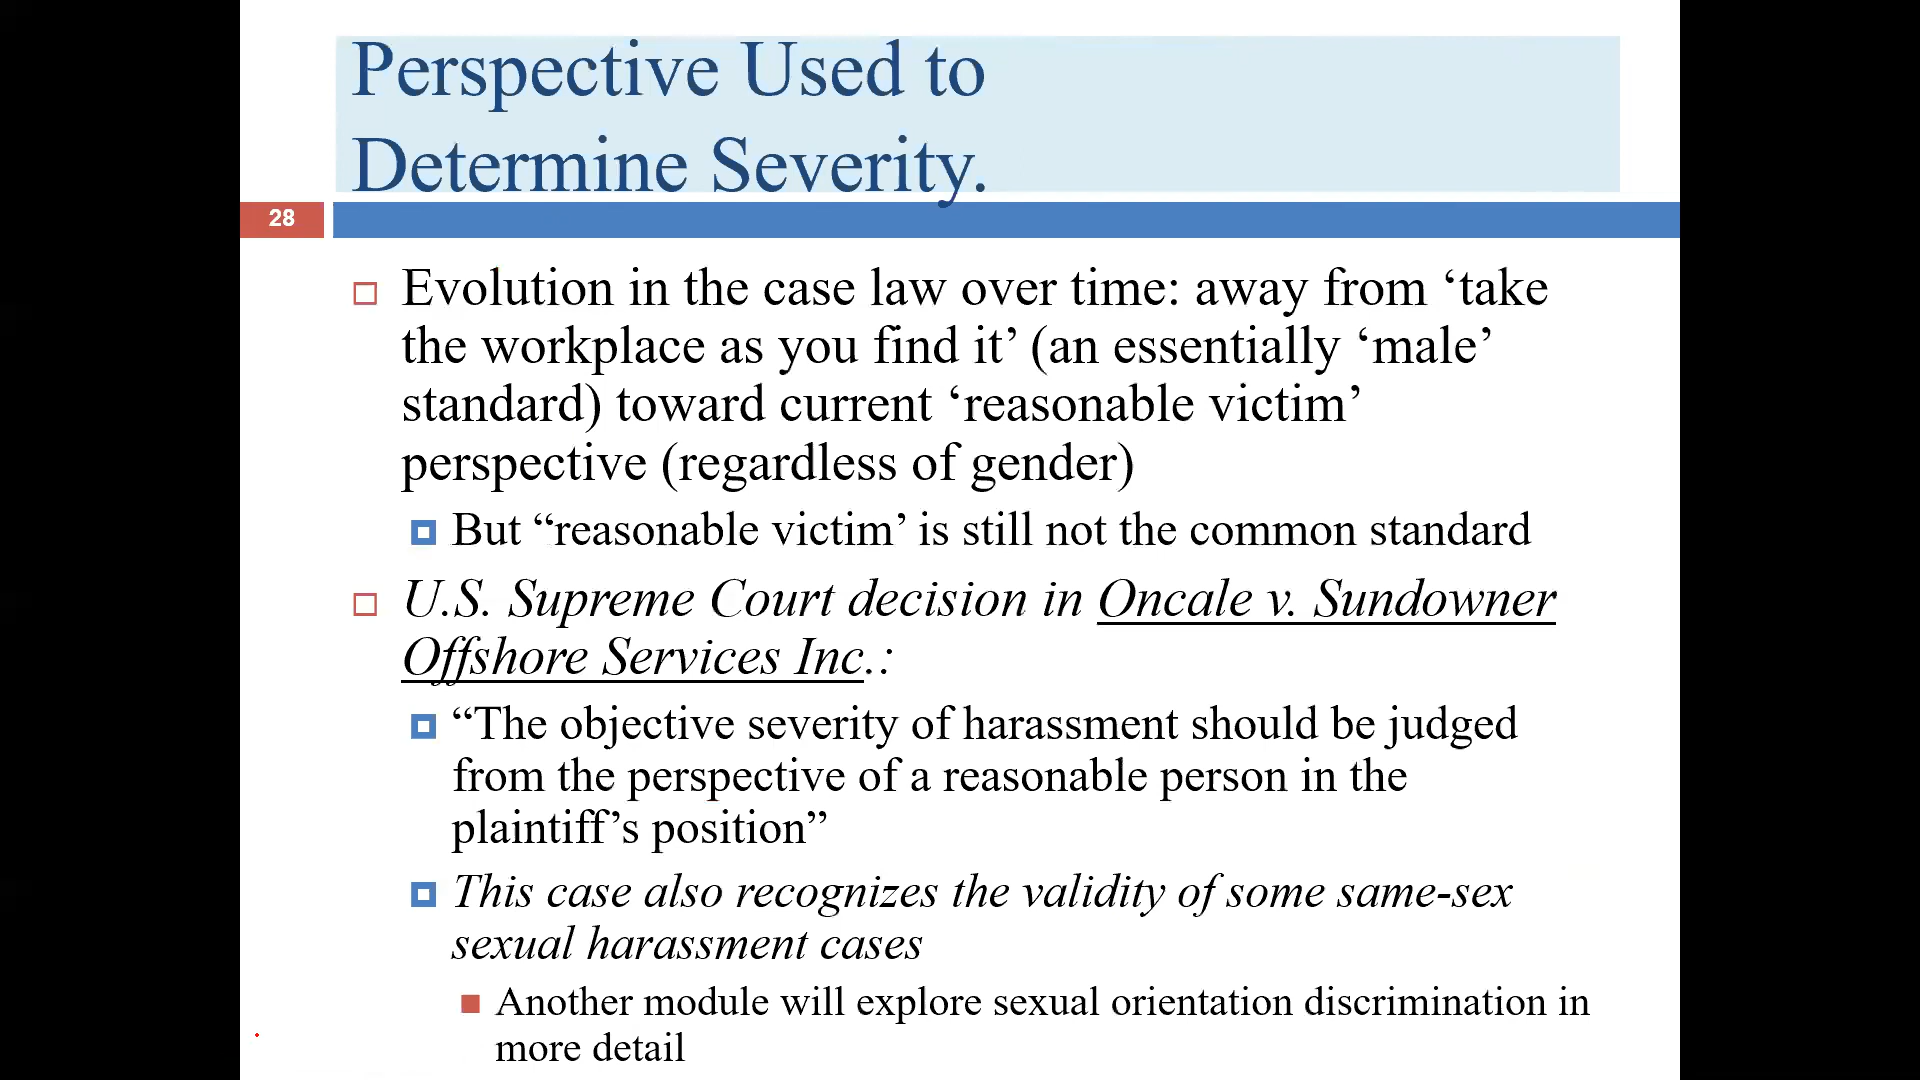 Perspective Used to
Determine Severity.
28
Evolution in the case law over time: away from ‘take
the workplace as you find it’ (an essentially ‘male’
standard) toward current ‘reasonable victim’
perspective (regardless of gender)
But “reasonable victim’ is still not the common standard
U.S. Supreme Court decision in Oncale v. Sundowner
Offshore Services Inc.:
“The objective severity of harassment should be judged
from the perspective of a reasonable person in the
plaintiff’s position”
This case also recognizes the validity of some same-sex
sexual harassment cases
Another module will explore sexual orientation discrimination in
more detail